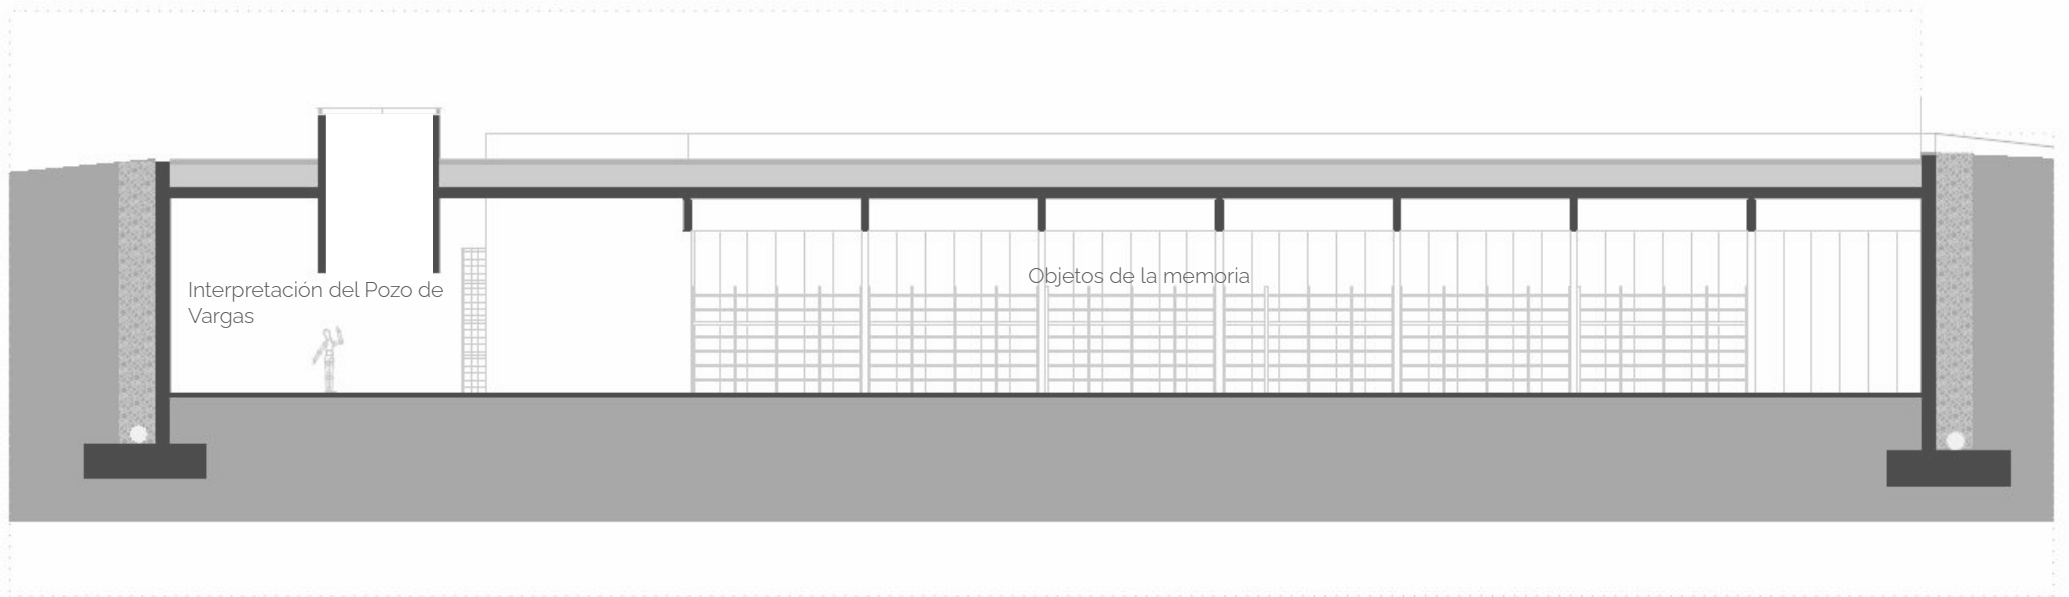 Interpretación del Pozo de
Vargas
Objetos de la memoria